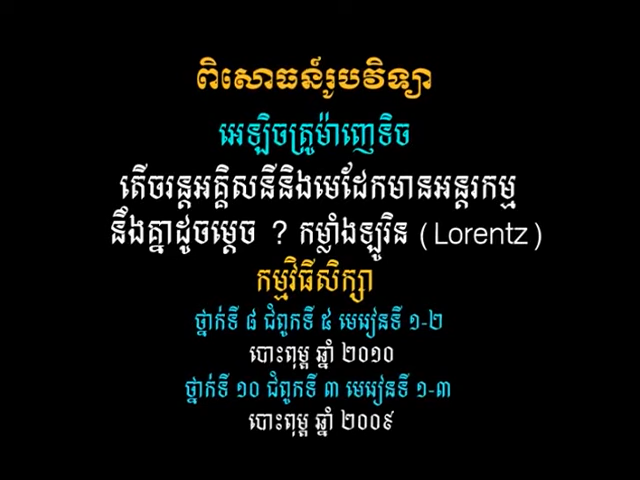 ពិសោធន៍រូបវិទ្យា
អេឡិចត្រូម៉ាញេទិច
តើចរន្តអគ្គិសនីនិងមេដែកមានអន្តរកម្ម
នឹងគ្នាដូចម្ដេច ? កម្លាំងឡូរិន (Lorentz)
កម្មវិធីសិក្សា
ថ្នាក់ទី ៨ ជំពូកទី ៥ មេរៀនទី ១-២
បោះពុម្ព ឆ្នាំ ២០១០
ថ្នាក់ទី ១០ ជំពូកទី ៣ មេរៀនទី ១-៣
បោះពុម្ព ឆ្នាំ ២០០៩